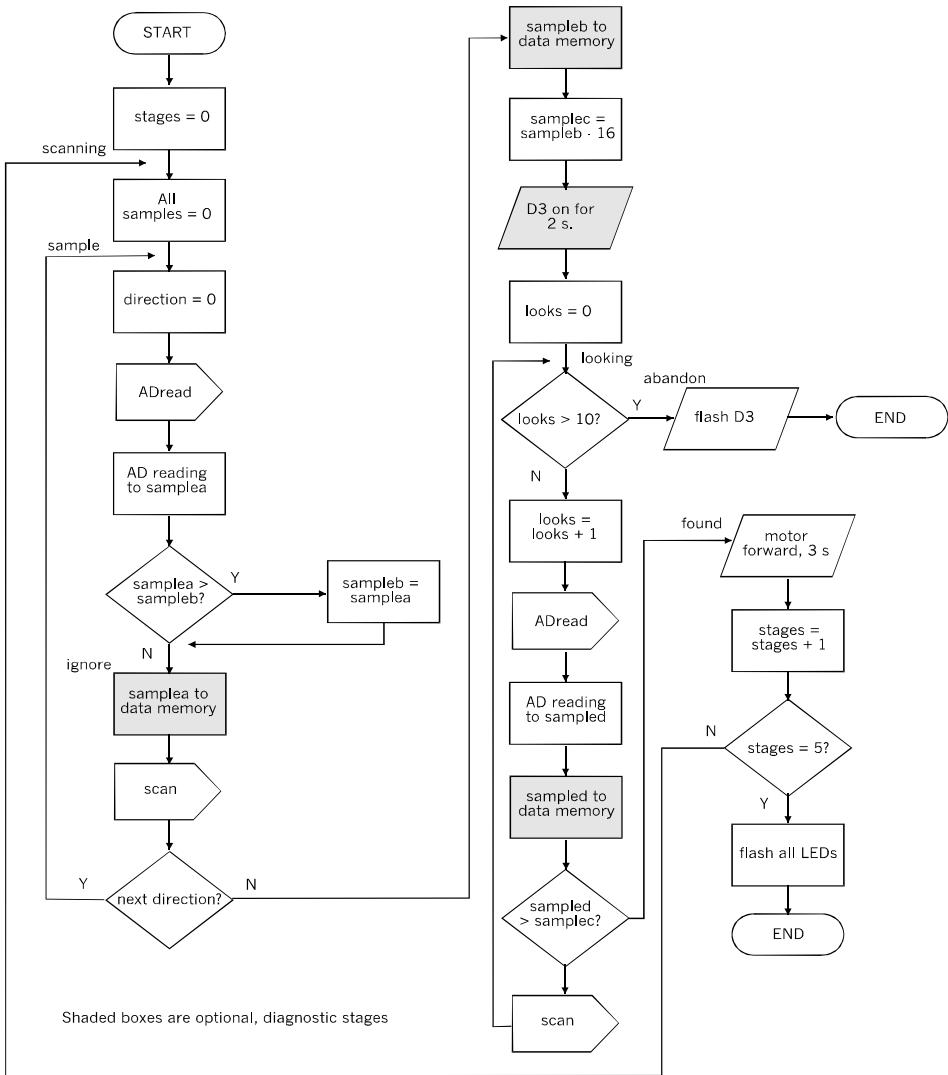 START
stages = 0
scanning
All
samples = 0
sample
direction = 0
ADread
AD reading
to samplea
samplea >
sampleb?
Y
sampleb =
samplea
N
ignore
samplea to
data memory
scan
next direction?
Y
N
Shaded boxes are optional, diagnostic stages
sampleb to
data memory
samplec =
sampleb - 16
D3 on for
2 s.
looks = 0
looking
looks > 10?
abandon
Y
flash D3
END
N
looks =
looks + 1
ADread
AD reading
to sampled
sampled to
data memory
sampled
> samplec?
scan
found
motor
forward, 3 s
stages =
stages + 1
stages = 5?
N
Y
flash all LEDs
END